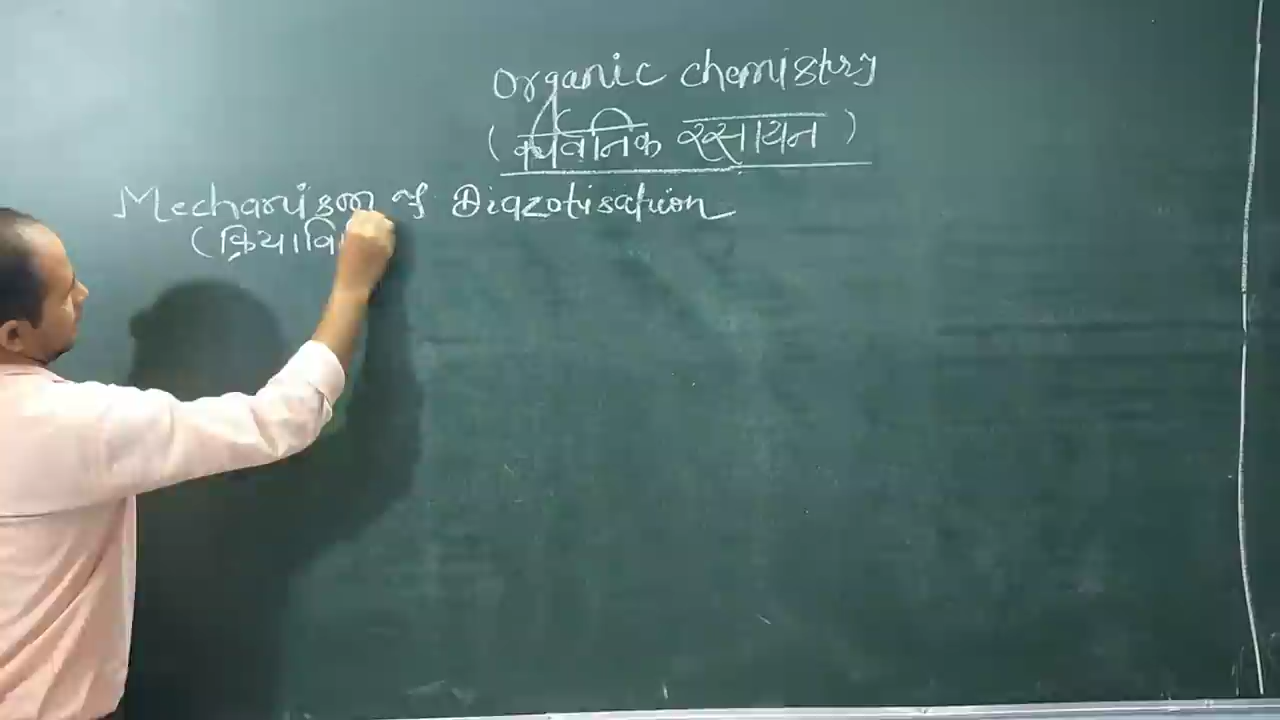 Organic chemistry
(कार्बनिक रसायन)
Mechanism of Diazotisation
(क्रियावि